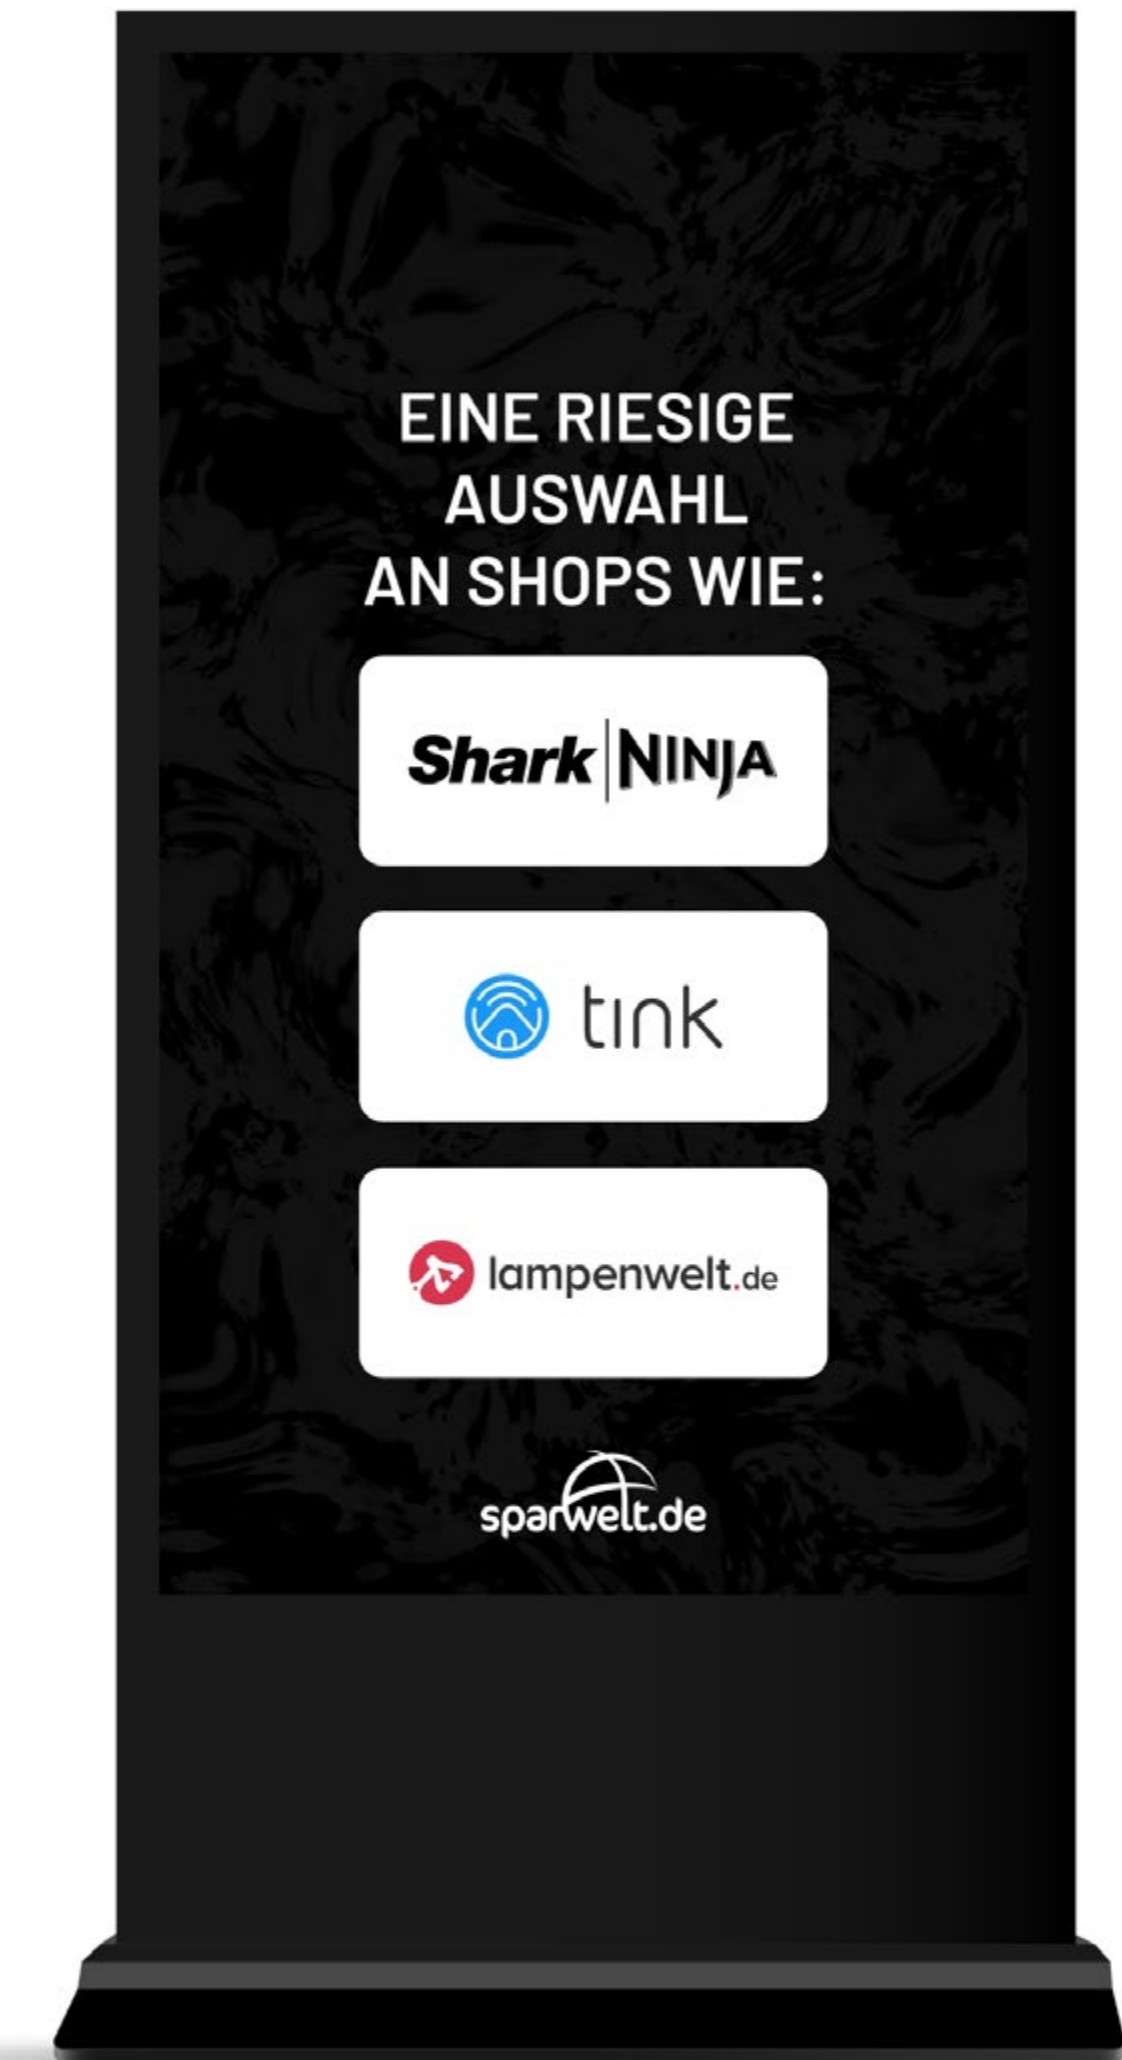 EINE RIESIGE
AUSWAHL
AN SHOPS WIE:
Shark | NINJA
tink
lampenwelt.de
sparwelt.de